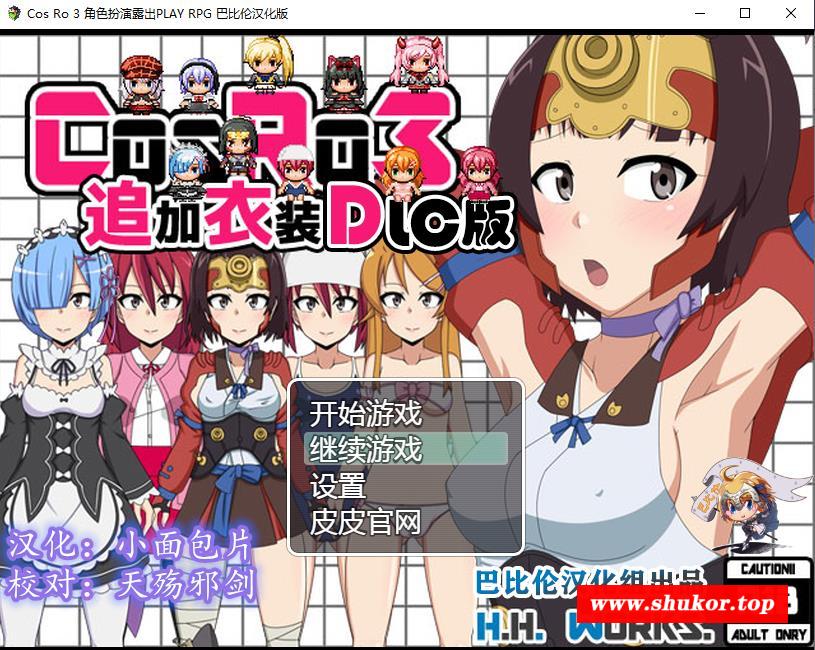 Cos Ro 3 角色扮演露出PLAY RPG 巴比伦汉化版
CosRo3
追加衣装DLC版
开始游戏
继续游戏
设置
皮皮官网
汉化：小面包片
校对：天殇邪剑
巴比伦汉化组出品
H.H. WORKS.
www.shukor.top
CAUTION!!
ADULT ONRY